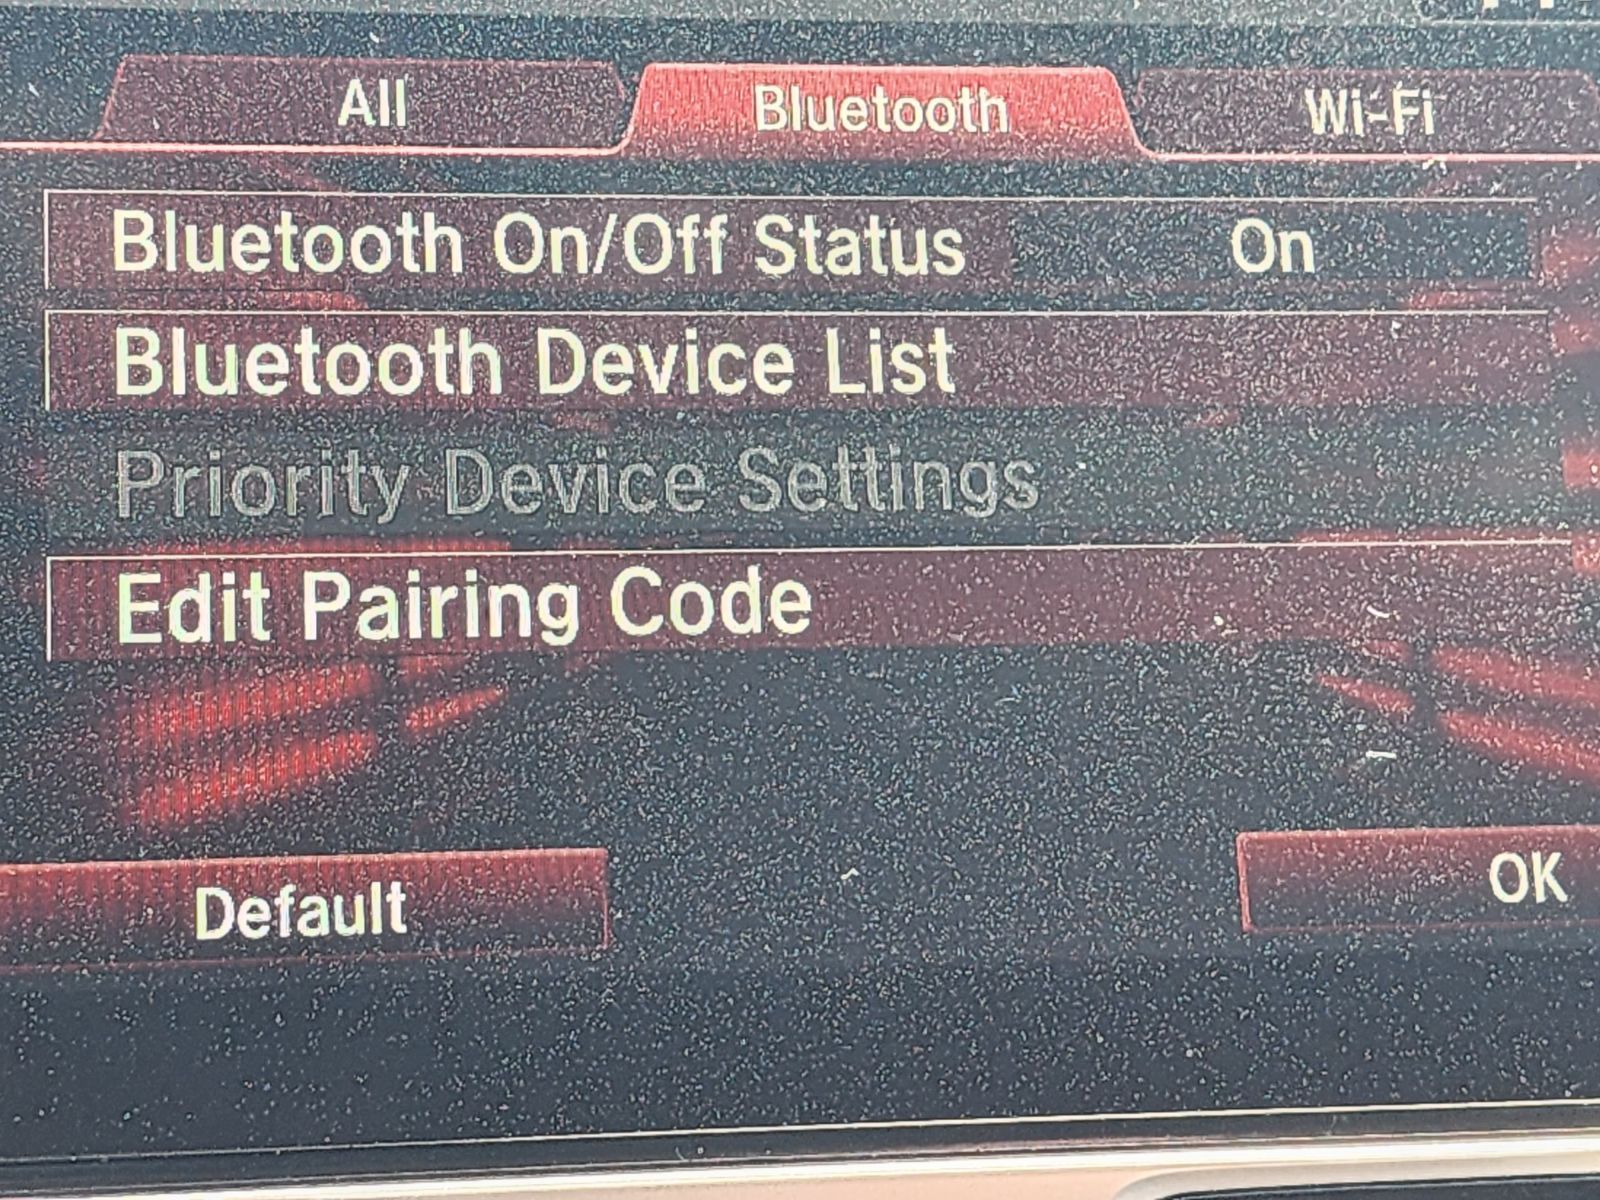 All
Bluetooth
Wi-Fi
Bluetooth On/Off Status
On
Bluetooth Device List
Priority Device Settings
Edit Pairing Code
Default
OK